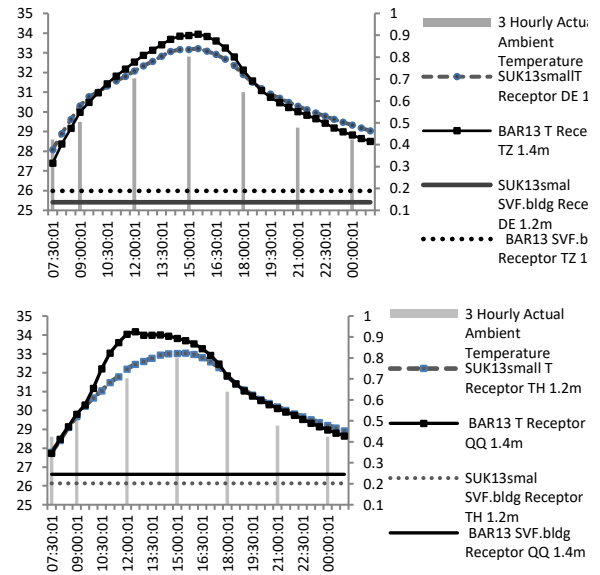 35
34
33
32
31
30
29
28
27
26
25
1
0.9
0.8
0.7
0.6
0.5
0.4
0.3
0.2
0.1
07:30:01
09:00:01
10:30:01
12:00:01
13:30:01
15:00:01
16:30:01
18:00:01
19:30:01
21:00:01
22:30:01
00:00:01
3 Hourly Actua
Ambient
Temperature
SUK13smallT
Receptor DE 1
BAR13 T Rece
TZ 1.4m
SUK13smal
SVF.bldg Rece
DE 1.2m
BAR13 SVF.b
Receptor TZ 1
35
34
33
32
31
30
29
28
27
26
25
1
0.9
0.8
0.7
0.6
0.5
0.4
0.3
0.2
0.1
07:30:01
09:00:01
10:30:01
12:00:01
13:30:01
15:00:01
16:30:01
18:00:01
19:30:01
21:00:01
22:30:01
00:00:01
3 Hourly Actual
Ambient
Temperature
SUK13small T
Receptor TH 1.2m
BAR13 T Receptor
QQ 1.4m
SUK13smal
SVF.bldg Receptor
TH 1.2m
BAR13 SVF.bldg
Receptor QQ 1.4m